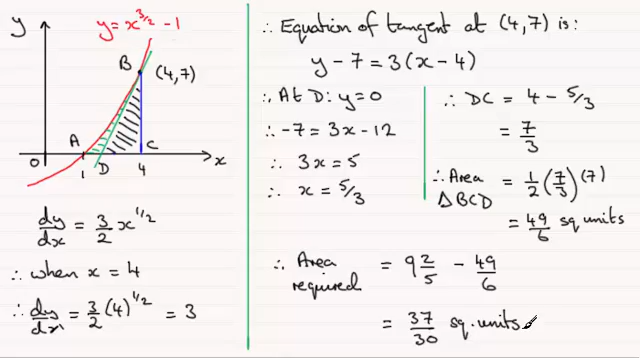 y
y = x^{3/2} - 1
B (4,7)
A
O 1 D 4 C x
dy/dx = 3/2 x^{1/2}
∴ when x = 4
∴ dy/dx = 3/2 (4)^{1/2} = 3
∴ Equation of tangent at (4,7) is:
y - 7 = 3(x - 4)
∴ At D: y = 0
∴ -7 = 3x - 12
∴ 3x = 5
∴ x = 5/3
∴ DC = 4 - 5/3
= 7/3
∴ Area ΔBCD = 1/2 (7/3)(7)
= 49/6 sq units
∴ Area required = 9 2/5 - 49/6
= 37/30 sq. units